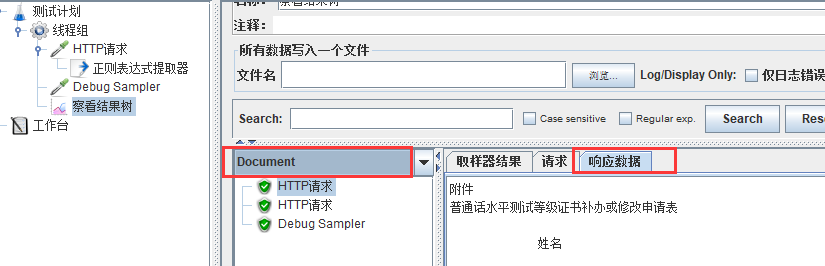 测试计划
线程组
HTTP请求
正则表达式提取器
Debug Sampler
察看结果树
工作台
名称: 察看结果树
注释:
所有数据写入一个文件
文件名 浏览... Log/Display Only: 仅日志错误
Search: Case sensitive Regular exp. Search Rese
Document
HTTP请求
HTTP请求
Debug Sampler
取样器结果 请求 响应数据
附件
普通话水平测试等级证书补办或修改申请表
姓名